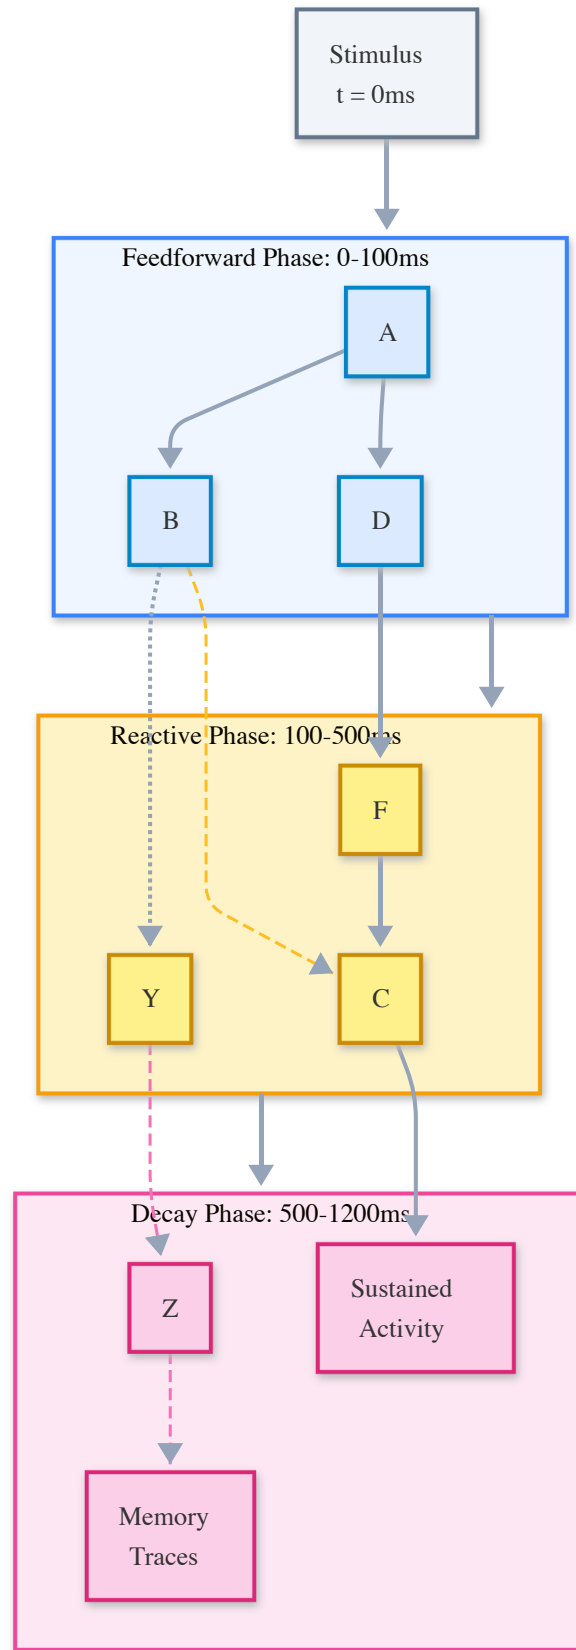 Stimulus
t = 0ms
Feedforward Phase: 0-100ms
A
B
D
Reactive Phase: 100-500ms
F
Y
C
Decay Phase: 500-1200ms
Z
Sustained
Activity
Memory
Traces